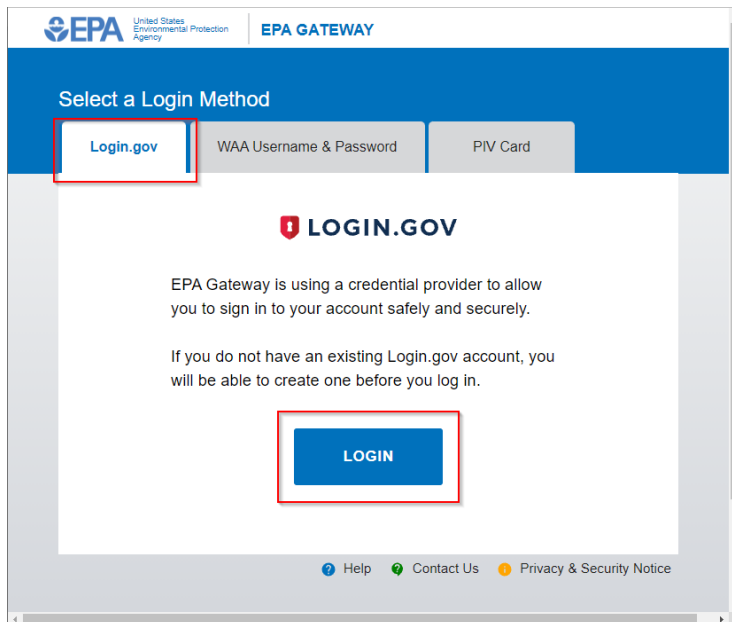 EPA
United States
Environmental Protection
Agency
EPA GATEWAY
Select a Login Method
Login.gov
WAA Username & Password
PIV Card
LOGIN.GOV
EPA Gateway is using a credential provider to allow
you to sign in to your account safely and securely.
If you do not have an existing Login.gov account, you
will be able to create one before you log in.
LOGIN
? Help
? Contact Us
Privacy & Security Notice